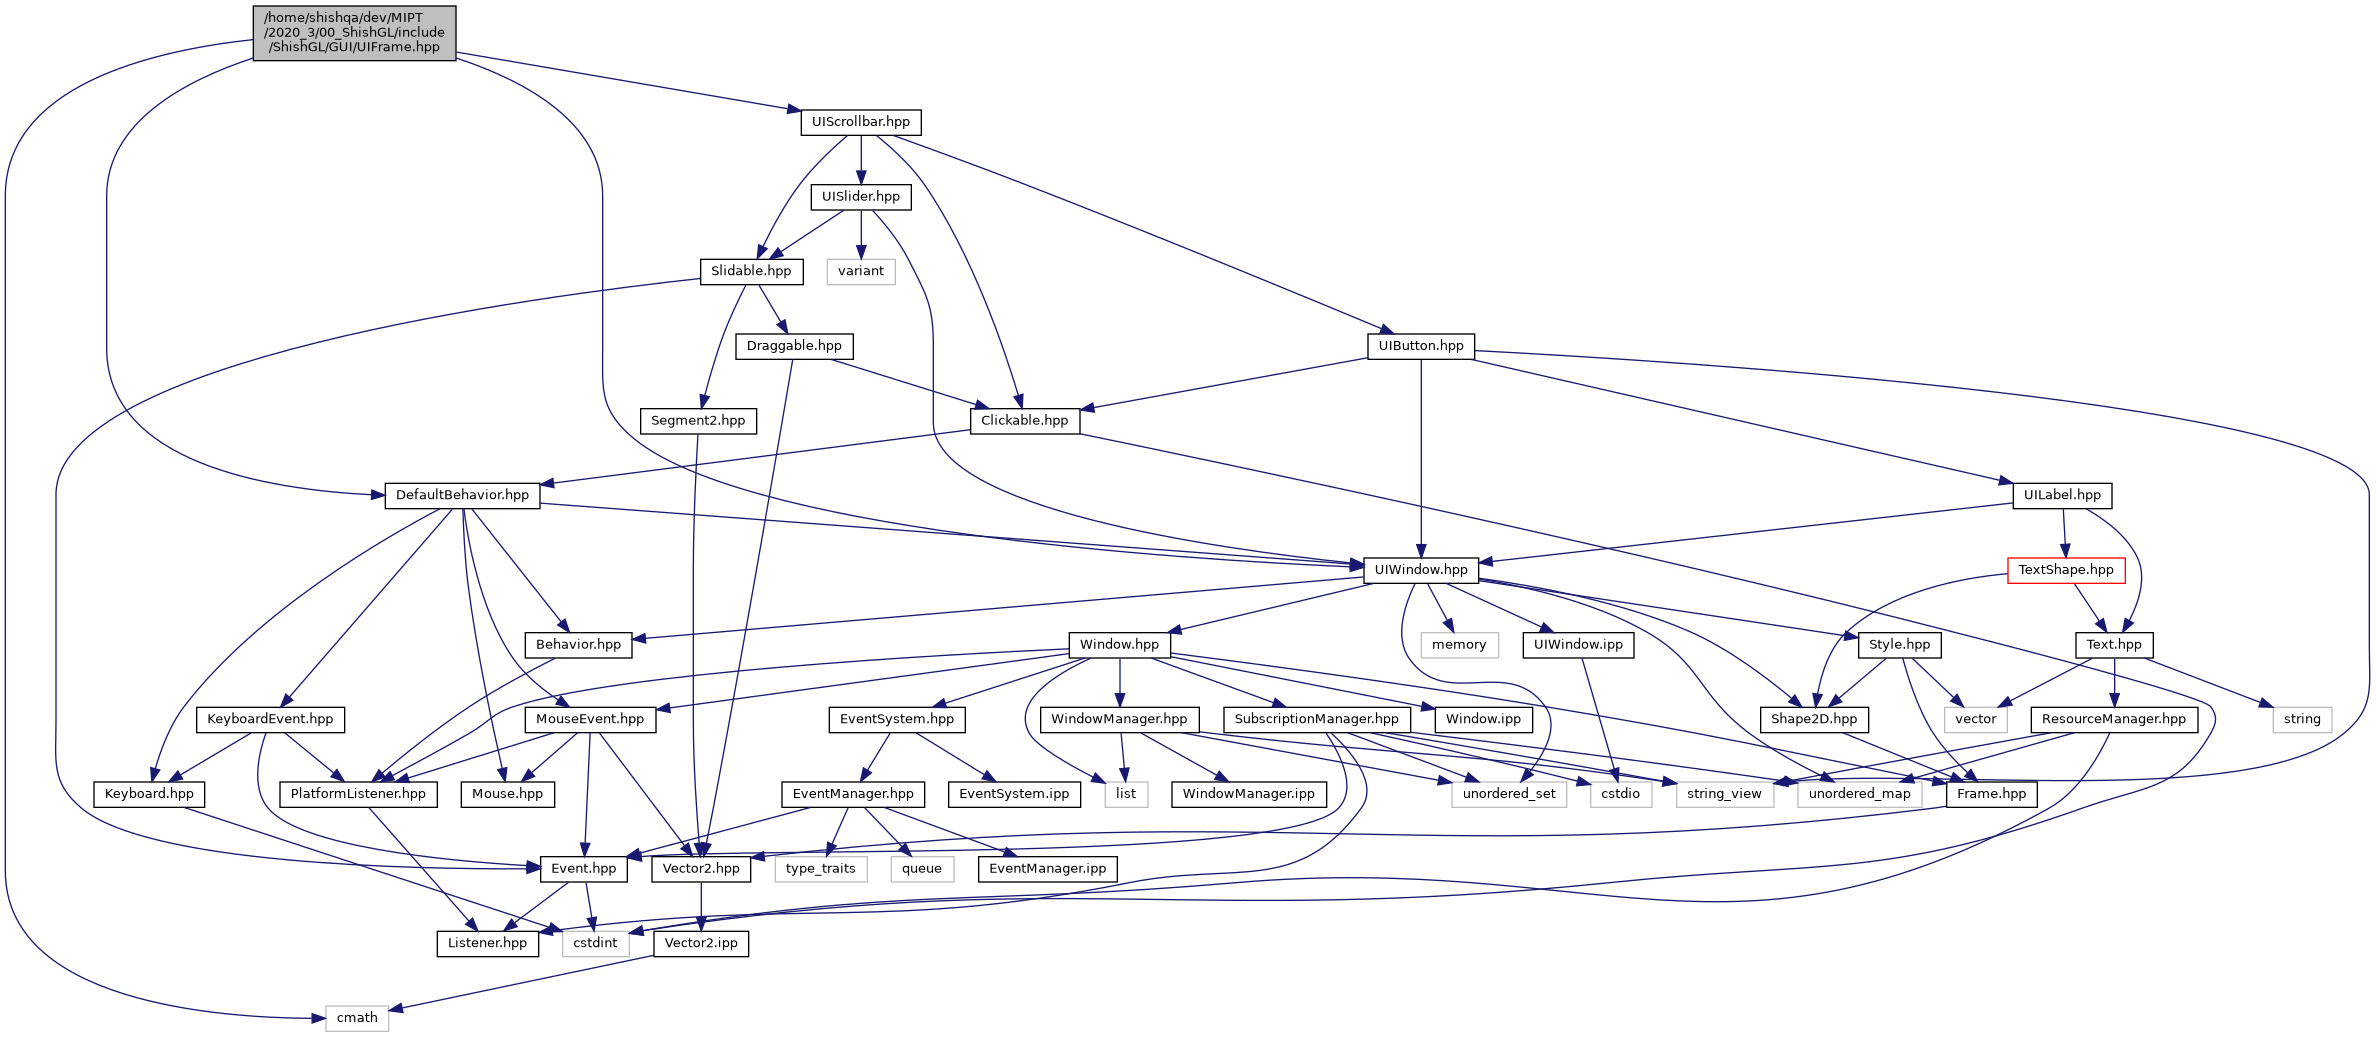 /home/shishqa/dev/MIPT
/2020_3/00_ShishGL/include
/ShishGL/GUI/UIFrame.hpp
UIScrollbar.hpp
UISlider.hpp
Slidable.hpp
variant
Draggable.hpp
UIButton.hpp
Segment2.hpp
Clickable.hpp
DefaultBehavior.hpp
UILabel.hpp
UIWindow.hpp
TextShape.hpp
Behavior.hpp
Window.hpp
memory
UIWindow.ipp
Style.hpp
Text.hpp
KeyboardEvent.hpp
MouseEvent.hpp
EventSystem.hpp
WindowManager.hpp
SubscriptionManager.hpp
Window.ipp
Shape2D.hpp
vector
ResourceManager.hpp
string
Keyboard.hpp
PlatformListener.hpp
Mouse.hpp
EventManager.hpp
EventSystem.ipp
list
WindowManager.ipp
unordered_set
cstdio
string_view
unordered_map
Frame.hpp
Event.hpp
Vector2.hpp
type_traits
queue
EventManager.ipp
Listener.hpp
cstdint
Vector2.ipp
cmath